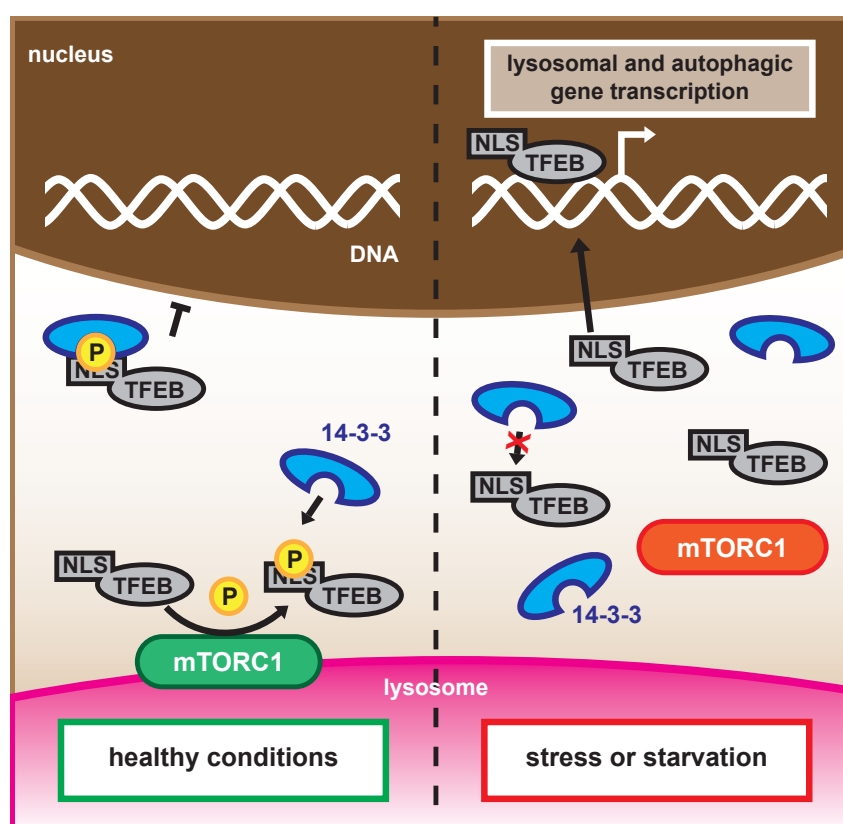 nucleus
DNA
P
NLS
TFEB
14-3-3
NLS
TFEB
P
P
NLS
TFEB
mTORC1
healthy conditions
lysosome
lysosomal and autophagic
gene transcription
NLS
TFEB
NLS
TFEB
NLS
TFEB
NLS
TFEB
mTORC1
14-3-3
stress or starvation